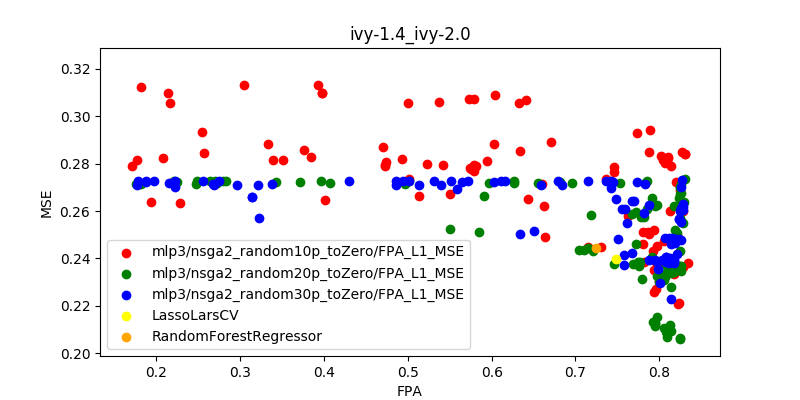 ivy-1.4_ivy-2.0
MSE
0.32
0.30
0.28
0.26
0.24
0.22
0.20
mlp3/nsga2_random10p_toZero/FPA_L1_MSE
mlp3/nsga2_random20p_toZero/FPA_L1_MSE
mlp3/nsga2_random30p_toZero/FPA_L1_MSE
LassoLarsCV
RandomForestRegressor
0.2 0.3 0.4 0.5 0.6 0.7 0.8
FPA